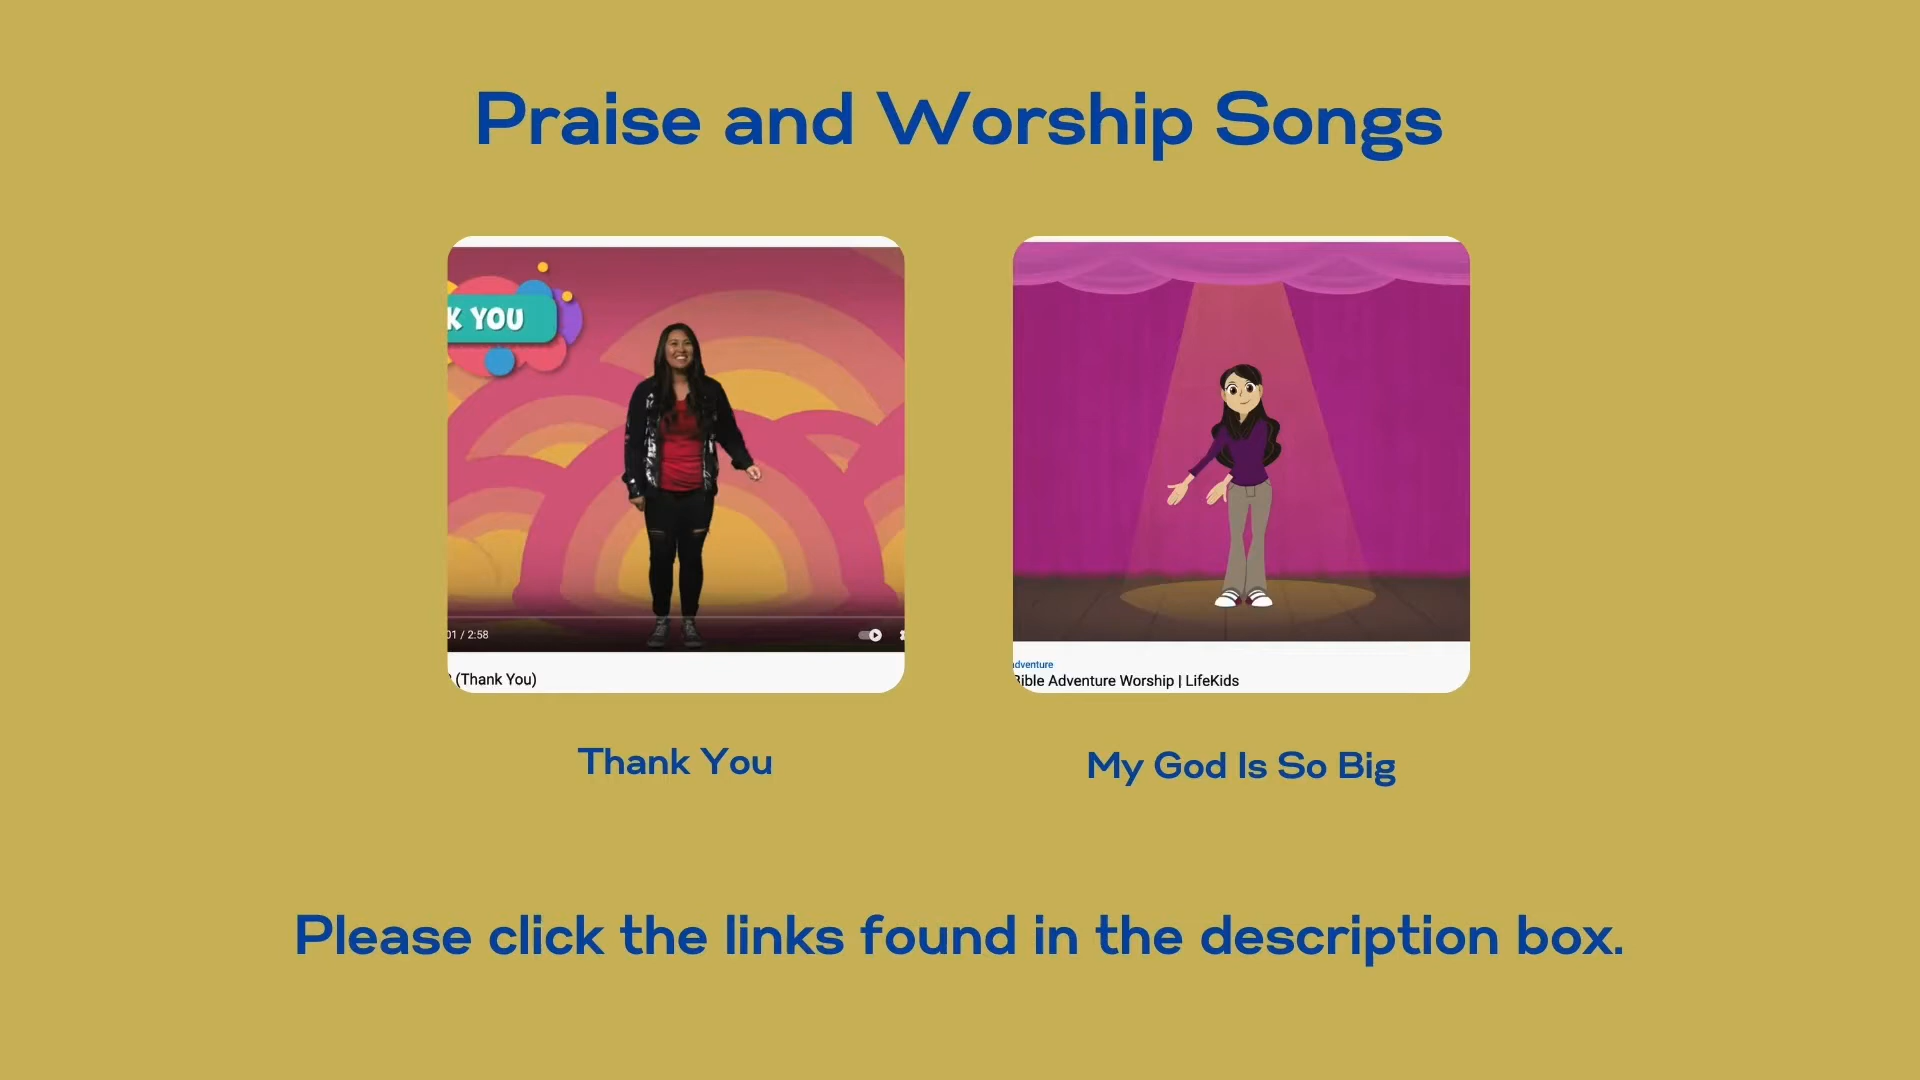 Praise and Worship Songs
K YOU
01 / 2:58
(Thank You)
adventure
Bible Adventure Worship | LifeKids
Thank You
My God Is So Big
Please click the links found in the description box.